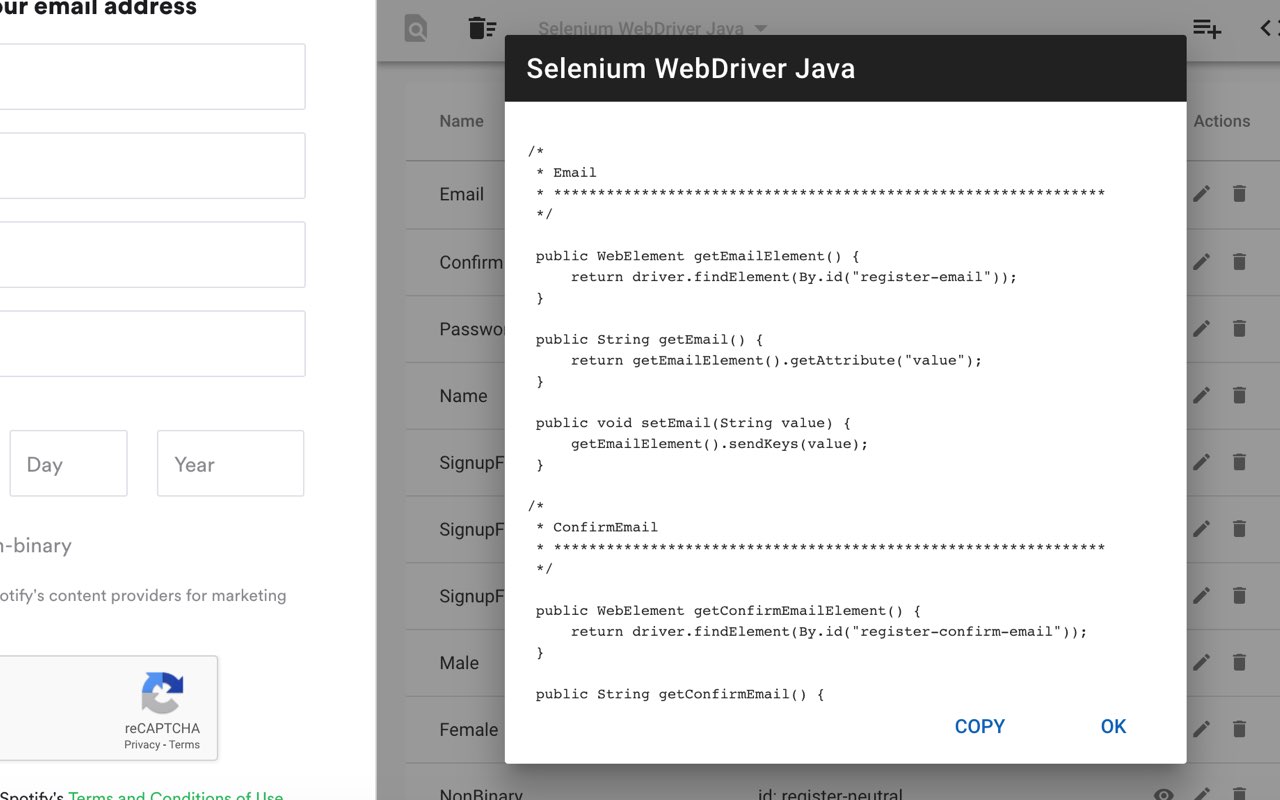 ur email address
Day
Year
n-binary
otify's content providers for marketing
reCAPTCHA
Privacy - Terms
Spotify's Terms and Conditions of Use
Selenium WebDriver Java
Name
Actions
Email
Confirm
Passwo
Name
SignupF
SignupF
SignupF
Male
Female
NonBinary
id: register-neutral
Selenium WebDriver Java
/*
* Email
* ***************************************************************
*/
public WebElement getEmailElement() {
return driver.findElement(By.id("register-email"));
}
public String getEmail() {
return getEmailElement().getAttribute("value");
}
public void setEmail(String value) {
getEmailElement().sendKeys(value);
}
/*
* ConfirmEmail
* ***************************************************************
*/
public WebElement getConfirmEmailElement() {
return driver.findElement(By.id("register-confirm-email"));
}
public String getConfirmEmail() {
COPY
OK